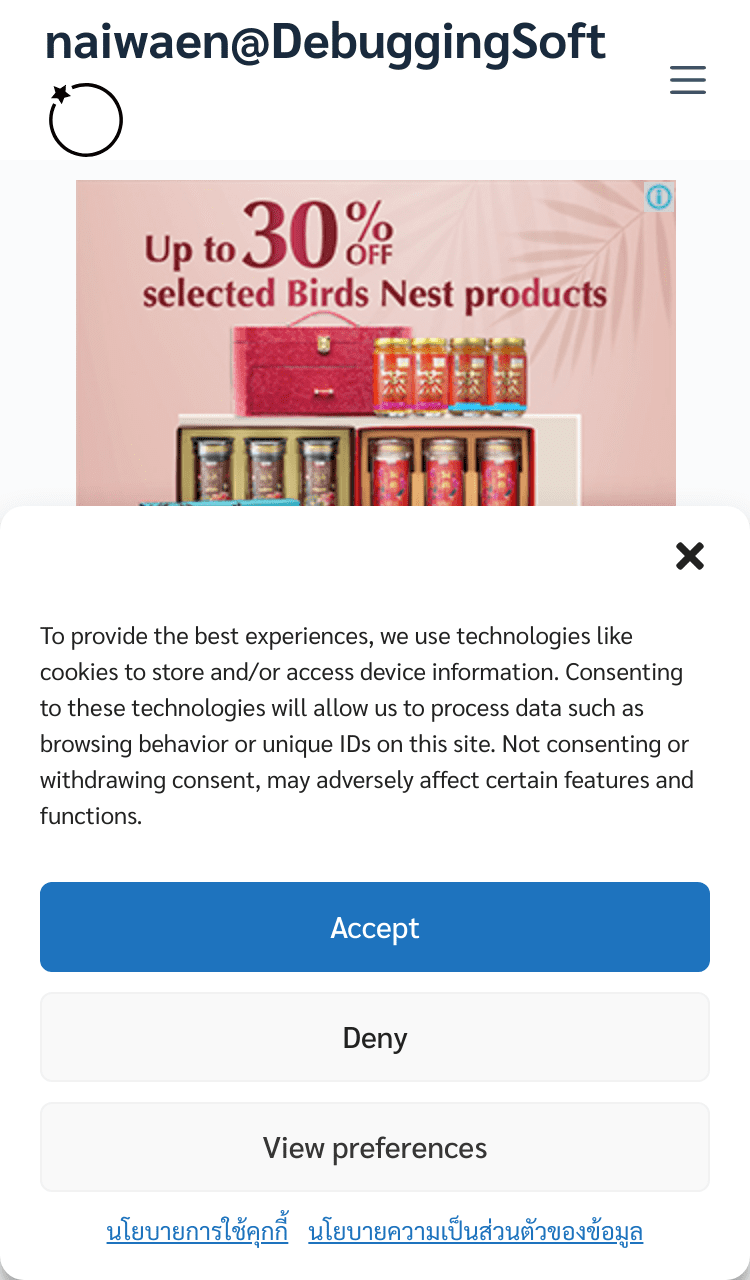 naiwaen@DebuggingSoft
Up to 30% OFF
selected Birds Nest products
To provide the best experiences, we use technologies like
cookies to store and/or access device information. Consenting
to these technologies will allow us to process data such as
browsing behavior or unique IDs on this site. Not consenting or
withdrawing consent, may adversely affect certain features and
functions.
Accept
Deny
View preferences
นโยบายการใช้คุกกี้ นโยบายความเป็นส่วนตัวของข้อมูล